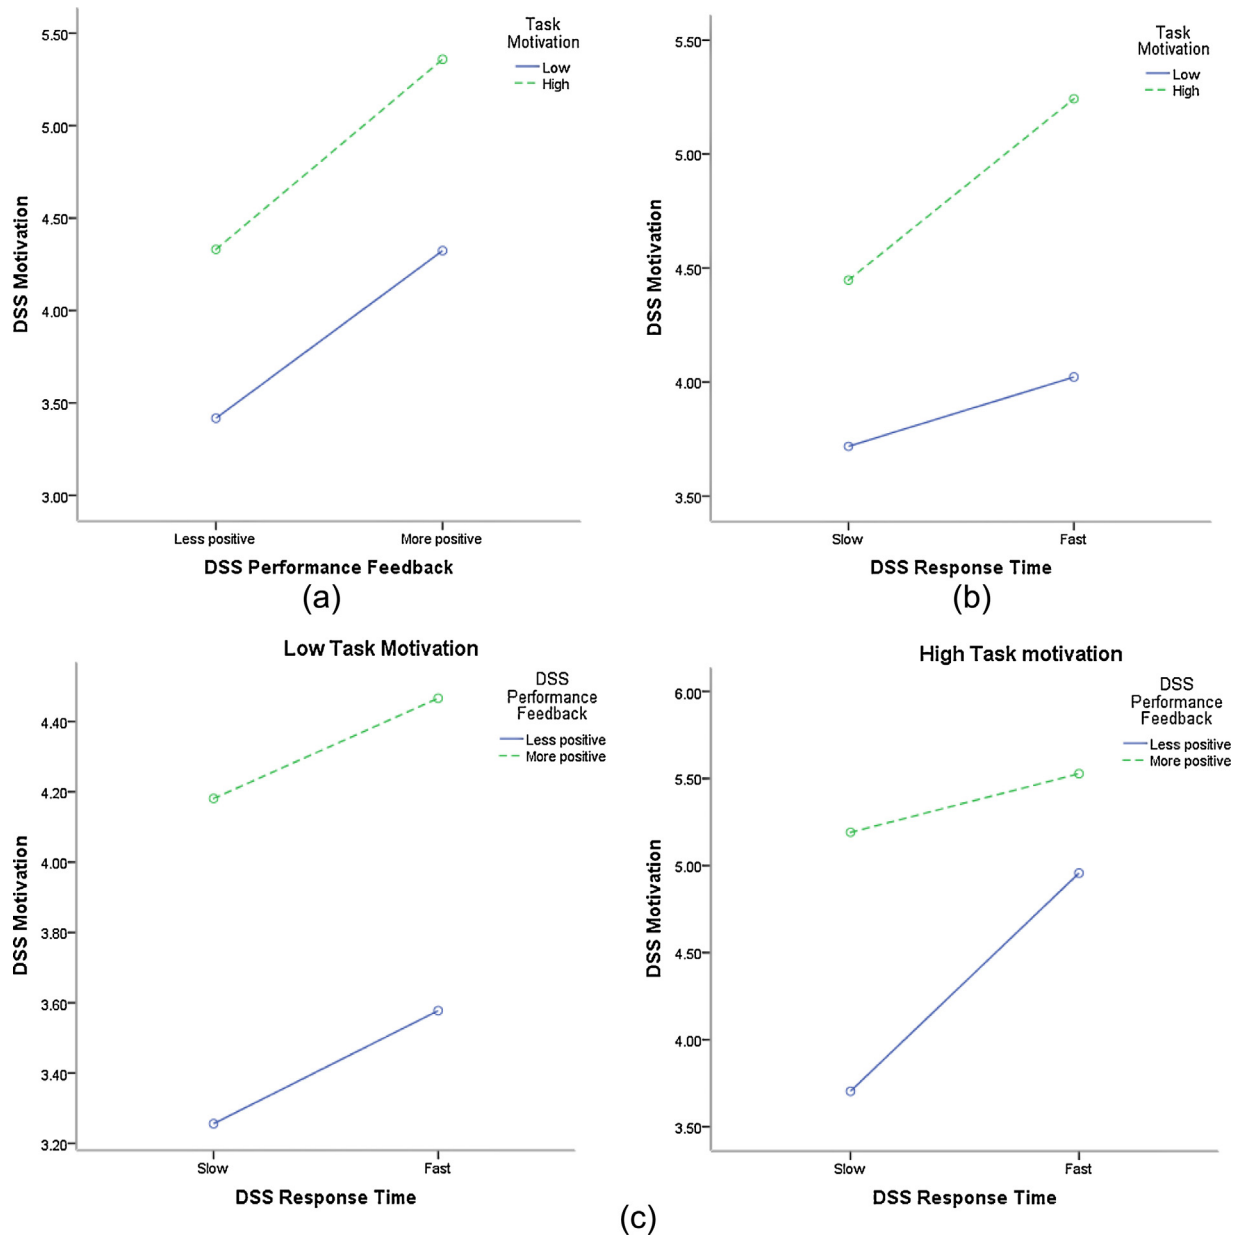 5.50
5.00
4.50
4.00
3.50
3.00
DSS Motivation
Task
Motivation
Low
High
Less positive
More positive
DSS Performance Feedback
(a)
5.50
5.00
4.50
4.00
3.50
DSS Motivation
Task
Motivation
Low
High
Slow
Fast
DSS Response Time
(b)
Low Task Motivation
4.40
4.20
4.00
3.80
3.60
3.40
3.20
DSS Motivation
DSS
Performance
Feedback
Less positive
More positive
Slow
Fast
DSS Response Time
High Task motivation
6.00
5.50
5.00
4.50
4.00
3.50
DSS Motivation
DSS
Performance
Feedback
Less positive
More positive
Slow
Fast
DSS Response Time
(c)